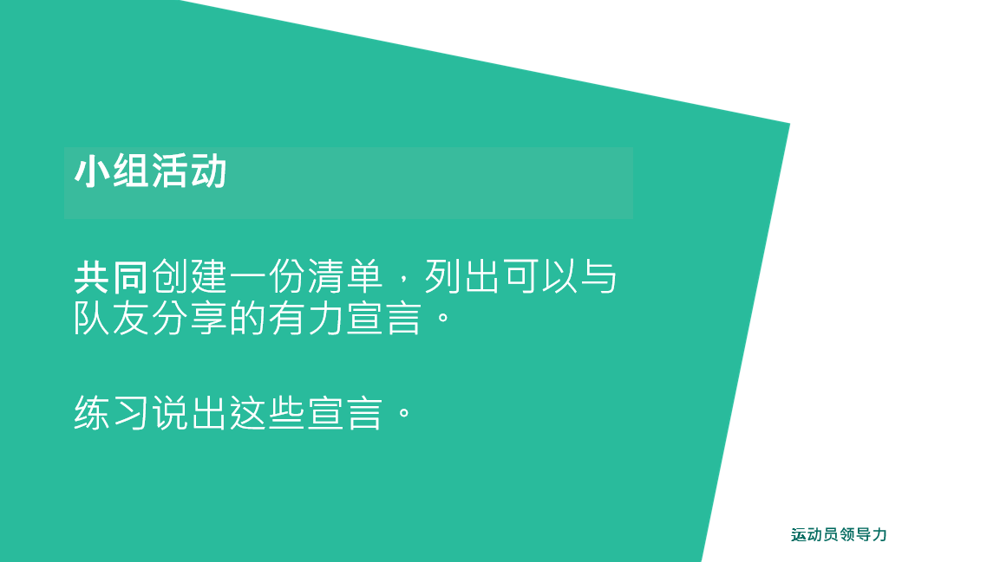 小组活动
共同创建一份清单，列出可以与
队友分享的有力宣言。
练习说出这些宣言。
运动员领导力